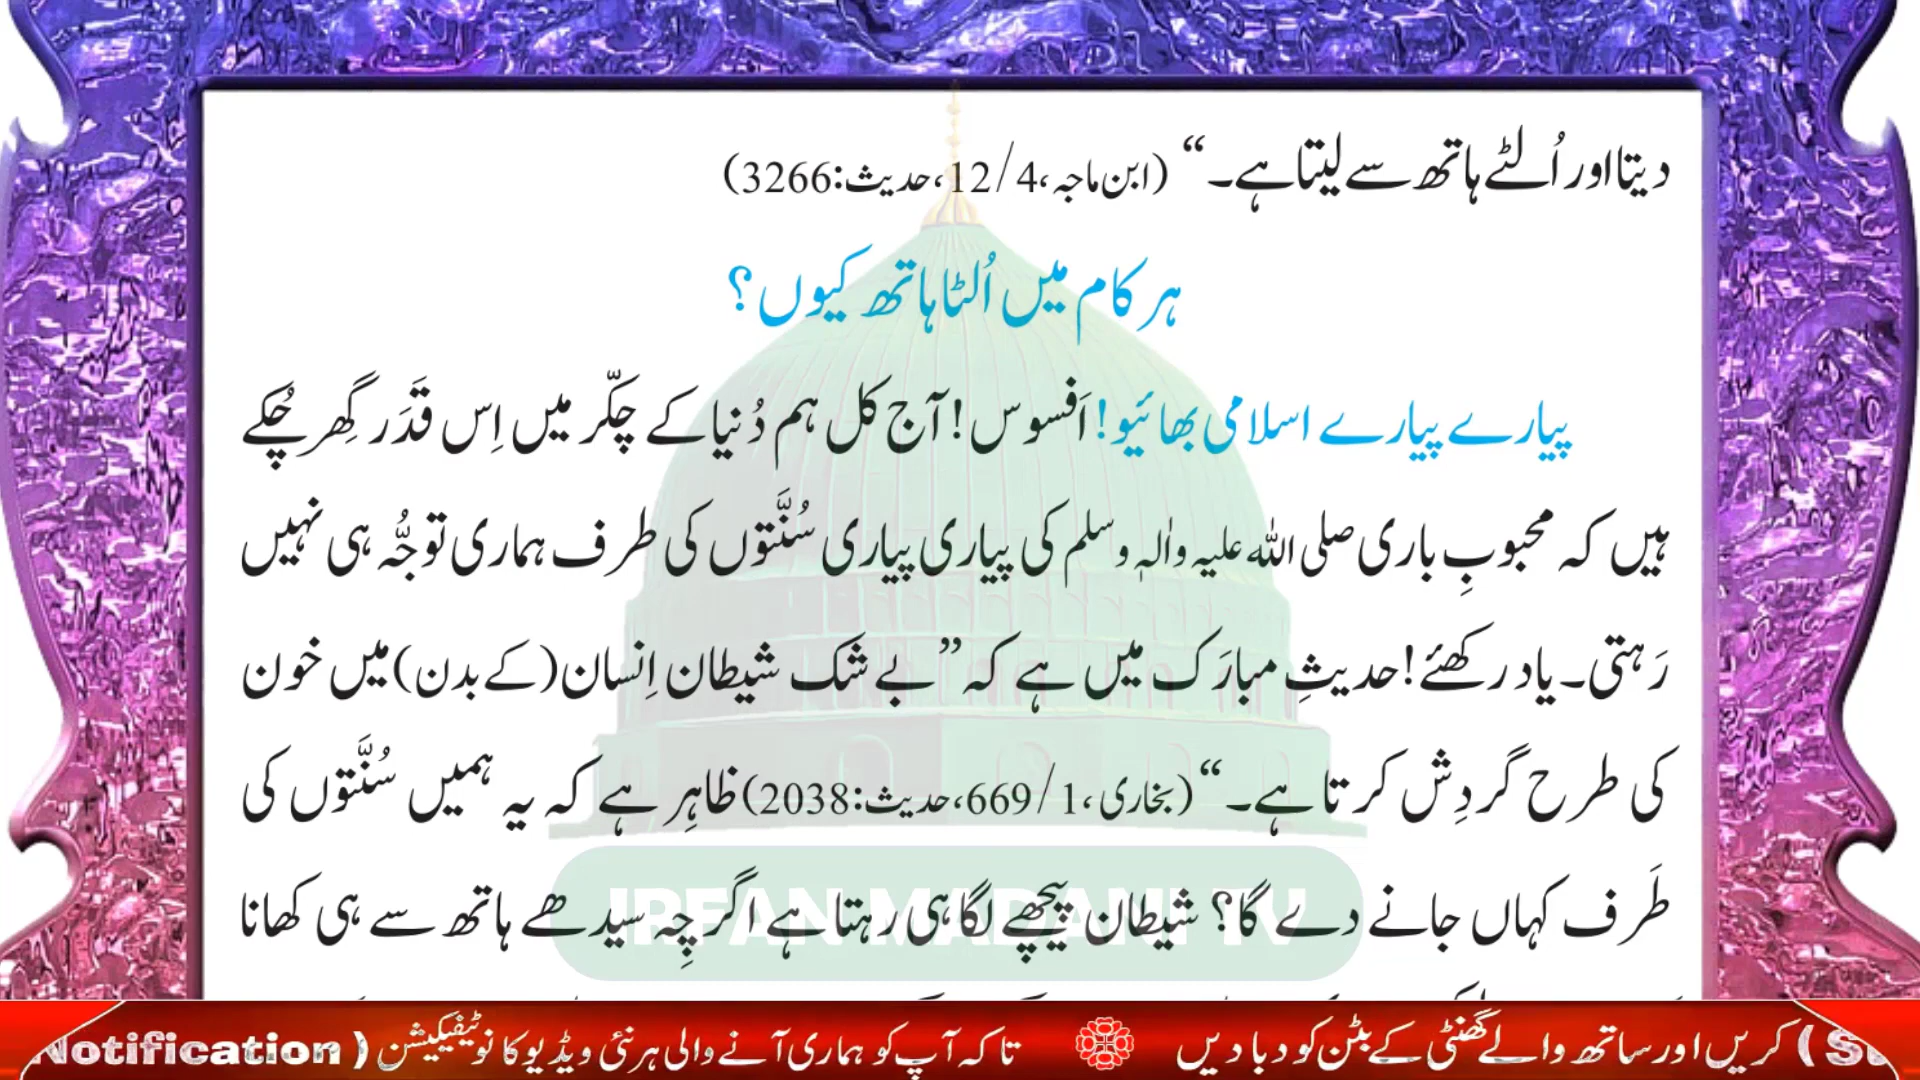 دیتا اور اُلٹے ہاتھ سے لیتا ہے۔“ (ابن ماجہ،4/12،حدیث:3266)
ہر کام میں اُلٹا ہاتھ کیوں؟
پیارے پیارے اسلامی بھائیو! اَفسوس! آج کل ہم دُنیا کے چکّر میں اِس قَدَر گِھر چُکے
ہیں کہ محبوبِ باری صلی اللہ علیہ واٰلہٖ وسلم کی پیاری پیاری سُنَّتوں کی طرف ہماری توجُّہ ہی نہیں
رَہتی۔ یاد رکھئے! حدیثِ مبارَک میں ہے کہ ”بے شک شیطان اِنسان (کے بدن) میں خون
کی طرح گردِش کرتا ہے۔“ (بخاری،1/669،حدیث:2038) ظاہِر ہے کہ یہ ہمیں سُنَّتوں کی
طَرف کہاں جانے دے گا؟ شیطان پیچھے لگا ہی رہتا ہے اگرچِہ سیدھے ہاتھ سے ہی کھانا
IRFAN MADANI TV
) کریں اور ساتھ والے گھنٹی کے بٹن کو دبا دیں تاکہ آپ کو ہماری آنے والی ہر نئی ویڈیو کا نوٹیفیکیشن ( Notification